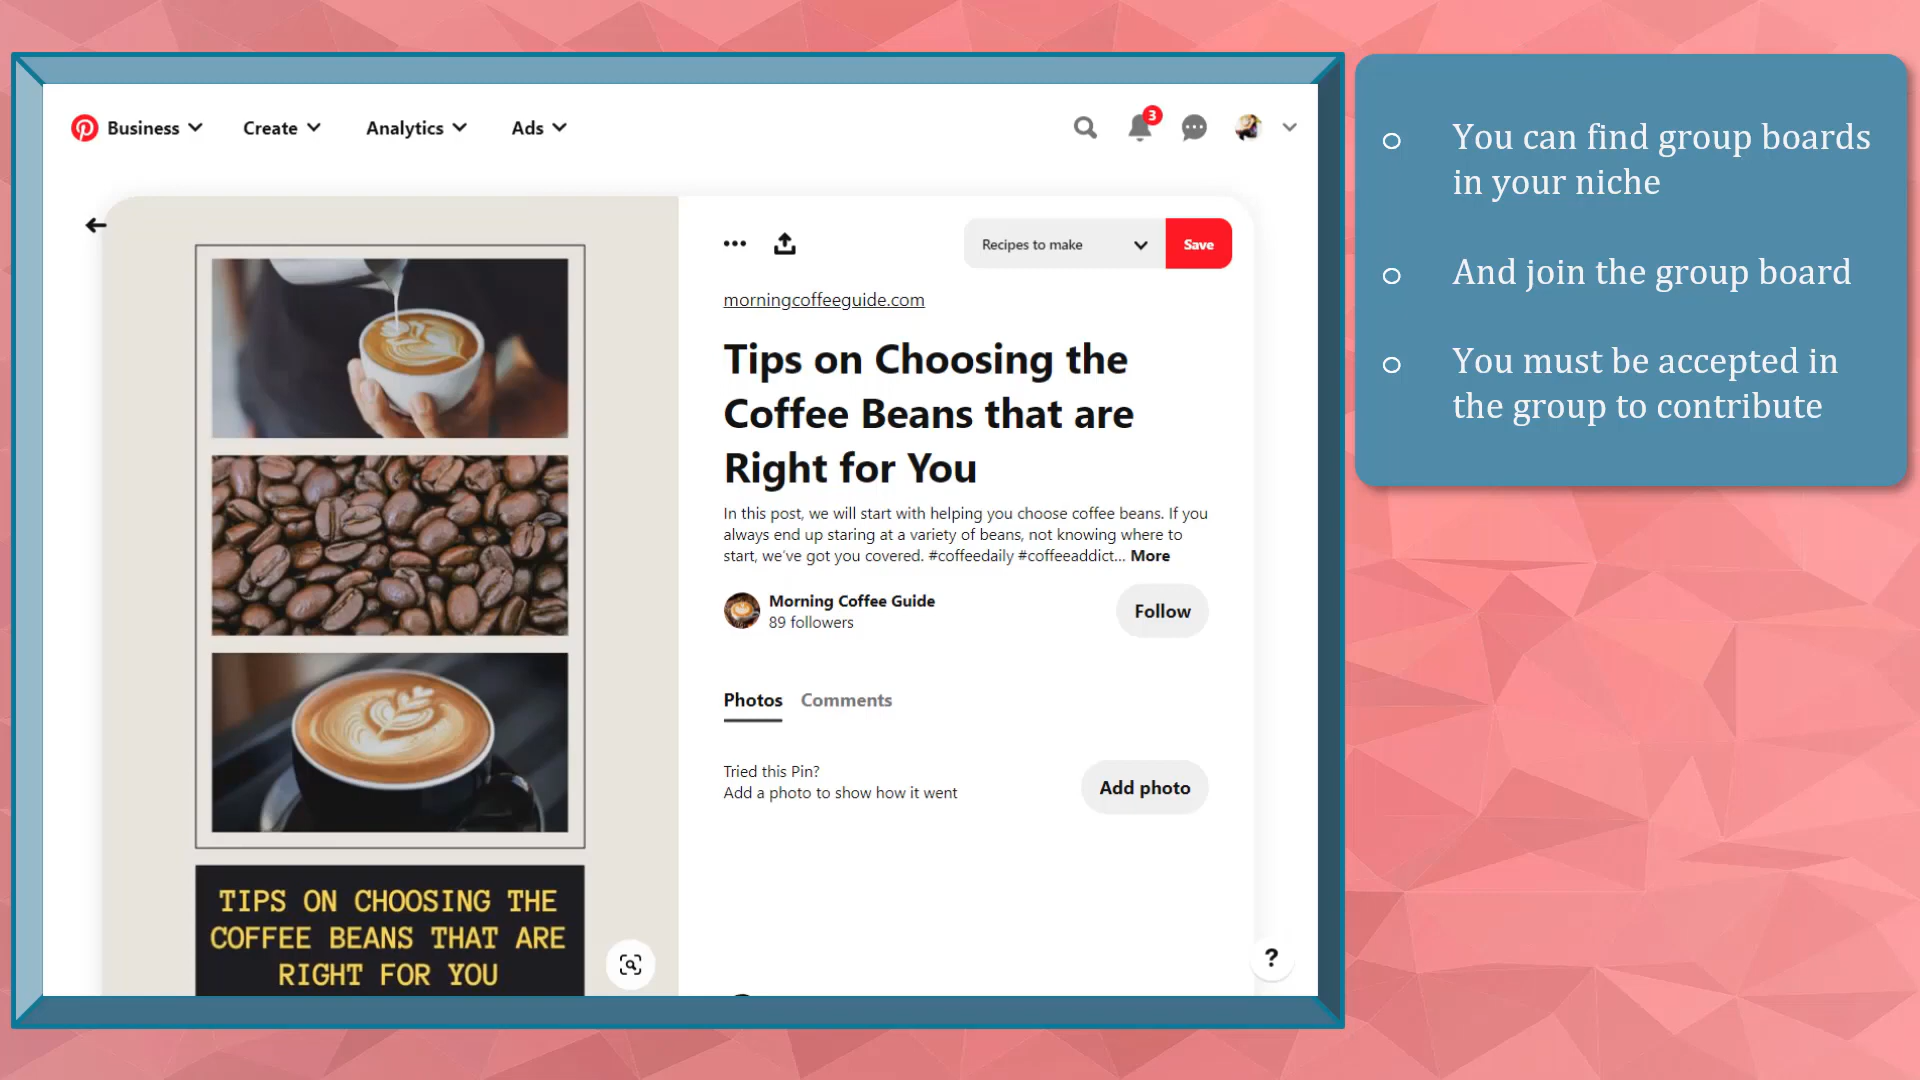 Business
Create
Analytics
Ads
3
Recipes to make
Save
morningcoffeeguide.com
Tips on Choosing the
Coffee Beans that are
Right for You
In this post, we will start with helping you choose coffee beans. If you
always end up staring at a variety of beans, not knowing where to
start, we've got you covered. #coffeedaily #coffeeaddict... More
Morning Coffee Guide
89 followers
Follow
Photos
Comments
Tried this Pin?
Add a photo to show how it went
Add photo
TIPS ON CHOOSING THE
COFFEE BEANS THAT ARE
RIGHT FOR YOU
?
You can find group boards
in your niche
And join the group board
You must be accepted in
the group to contribute